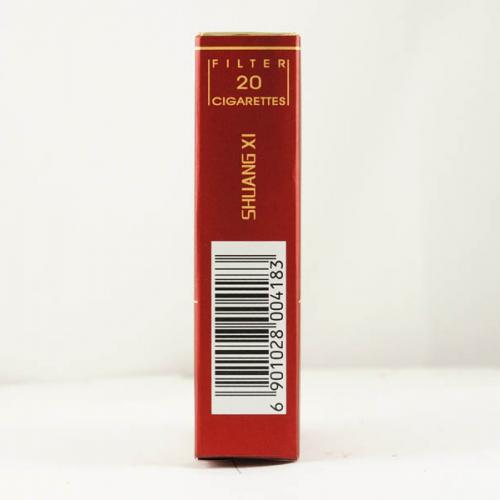 FILTER
20
CIGARETTES
SHUANG XI
6 901028 004183